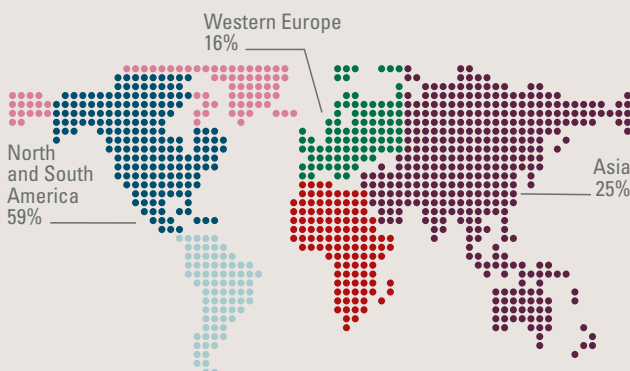 Western Europe
16%
North
and South
America
59%
Asia
25%